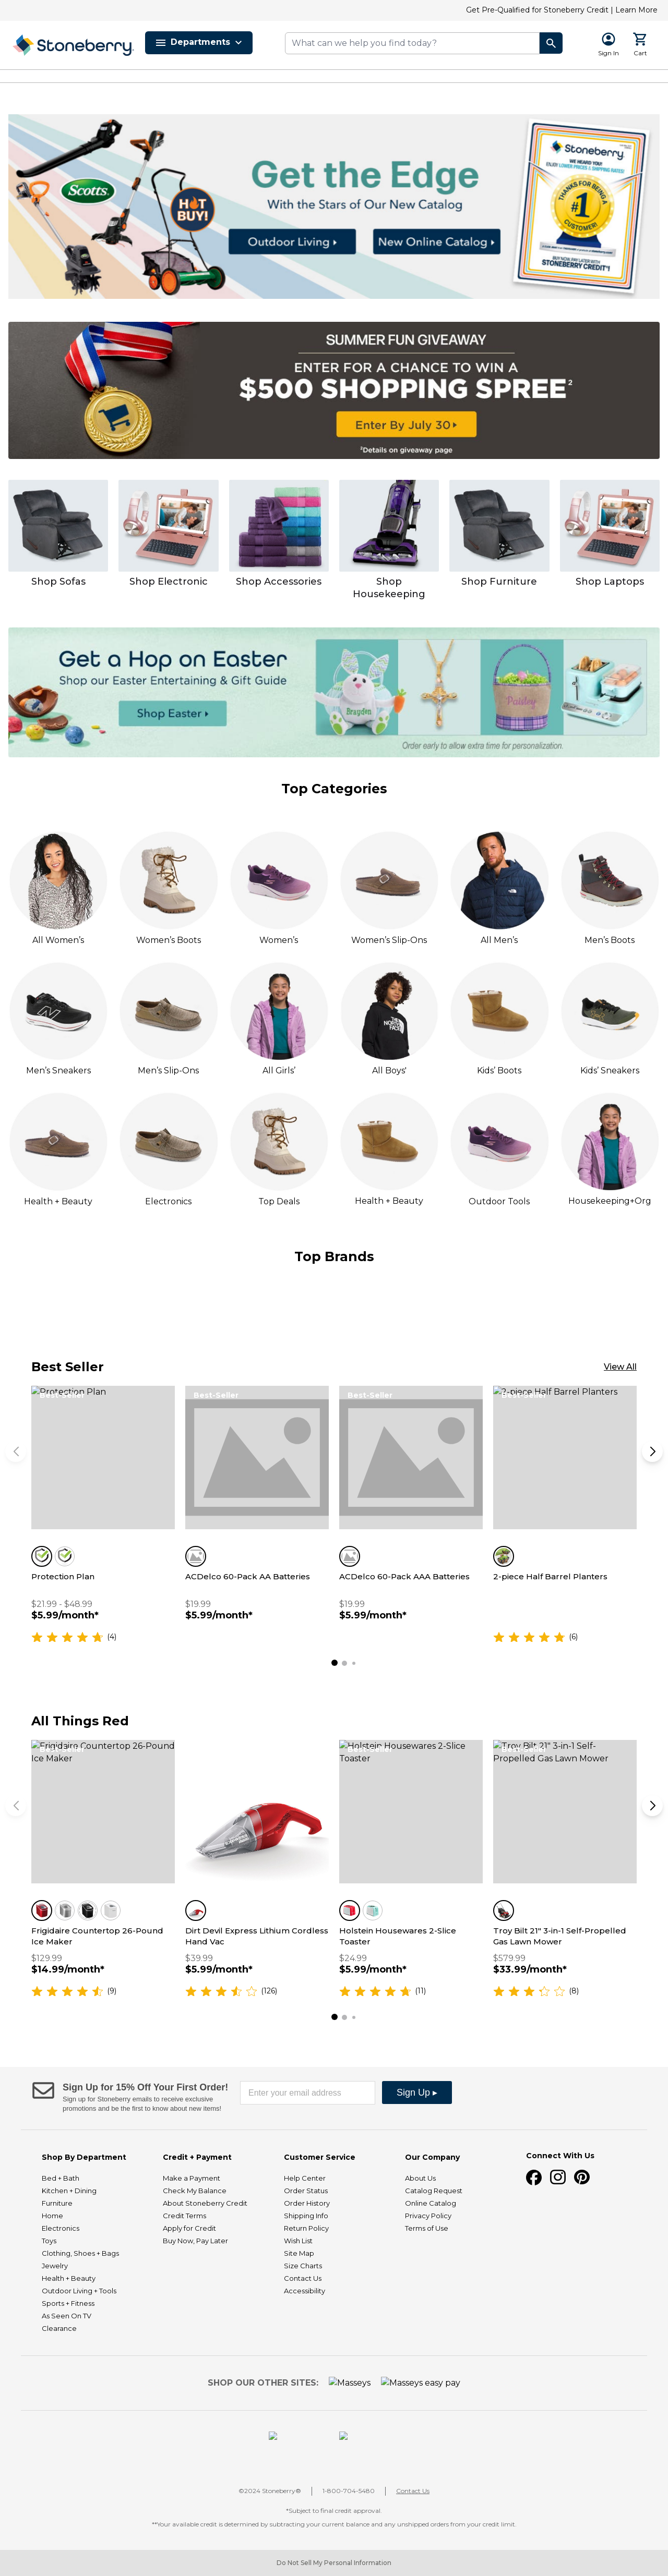 Get Pre-Qualified for Stoneberry Credit | Learn More
Stoneberry.
Departments
What can we help you find today?
Sign In
Cart
Scotts.
HOT BUY!
Get the Edge
With the Stars of Our New Catalog
Outdoor Living
New Online Catalog
Stoneberry
WE HEARD YOU!
ENJOY LOWER PRICES & SHIPPING RATES!
THANKS FOR BEING A
#1
CUSTOMER!
BUY NOW, PAY LATER WITH
STONEBERRY CREDIT*!
SUMMER FUN GIVEAWAY
ENTER FOR A CHANCE TO WIN A
$500 SHOPPING SPREE²
Enter By July 30
²Details on giveaway page
Shop Sofas
Shop Electronic
Shop Accessories
Shop Housekeeping
Shop Furniture
Shop Laptops
Get a Hop on Easter
Shop our Easter Entertaining & Gift Guide
Shop Easter
Brayden
Paisley
Order early to allow extra time for personalization.
Top Categories
All Women’s
Women’s Boots
Women’s
Women’s Slip-Ons
All Men’s
Men’s Boots
Men’s Sneakers
Men’s Slip-Ons
All Girls’
All Boys'
Kids’ Boots
Kids’ Sneakers
Health + Beauty
Electronics
Top Deals
Health + Beauty
Outdoor Tools
Housekeeping+Org
Top Brands
Best Seller
View All
Protection Plan
Best-Seller
Best-Seller
2-piece Half Barrel Planters
Protection Plan
$21.99 - $48.99
$5.99/month*
(4)
ACDelco 60-Pack AA Batteries
$19.99
$5.99/month*
ACDelco 60-Pack AAA Batteries
$19.99
$5.99/month*
2-piece Half Barrel Planters
(6)
All Things Red
Frigidaire Countertop 26-Pound
Ice Maker
Holstein Housewares 2-Slice
Toaster
Troy Bilt 21" 3-in-1 Self-
Propelled Gas Lawn Mower
Frigidaire Countertop 26-Pound
Ice Maker
$129.99
$14.99/month*
(9)
Dirt Devil Express Lithium Cordless
Hand Vac
$39.99
$5.99/month*
(126)
Holstein Housewares 2-Slice
Toaster
$24.99
$5.99/month*
(11)
Troy Bilt 21" 3-in-1 Self-Propelled
Gas Lawn Mower
$579.99
$33.99/month*
(8)
Sign Up for 15% Off Your First Order!
Sign up for Stoneberry emails to receive exclusive
promotions and be the first to know about new items!
Enter your email address
Sign Up ▸
Shop By Department
Bed + Bath
Kitchen + Dining
Furniture
Home
Electronics
Toys
Clothing, Shoes + Bags
Jewelry
Health + Beauty
Outdoor Living + Tools
Sports + Fitness
As Seen On TV
Clearance
Credit + Payment
Make a Payment
Check My Balance
About Stoneberry Credit
Credit Terms
Apply for Credit
Buy Now, Pay Later
Customer Service
Help Center
Order Status
Order History
Shipping Info
Return Policy
Wish List
Site Map
Size Charts
Contact Us
Accessibility
Our Company
About Us
Catalog Request
Online Catalog
Privacy Policy
Terms of Use
Connect With Us
SHOP OUR OTHER SITES:
Masseys
Masseys easy pay
©2024 Stoneberry®
1-800-704-5480
Contact Us
*Subject to final credit approval.
**Your available credit is determined by subtracting your current balance and any unshipped orders from your credit limit.
Do Not Sell My Personal Information